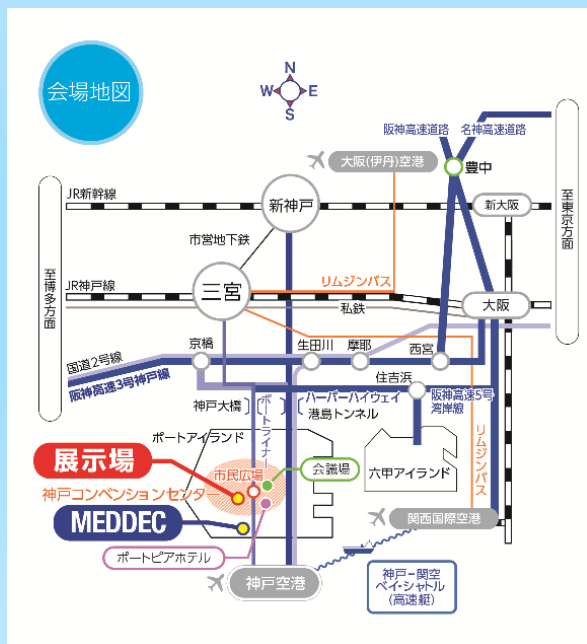 会場地図
N
W E
S
阪神高速道路 名神高速道路
大阪(伊丹)空港
豊中
JR新幹線
新神戸
新大阪
至東京方面
至博多方面
市営地下鉄
三宮
リムジンバス
JR神戸線
私鉄
大阪
京橋
生田川
摩耶
西宮
国道2号線
阪神高速3号神戸線
住吉浜
神戸大橋
ポートライナー
ハーバーハイウェイ
港島トンネル
阪神高速5号
湾岸線
ポートアイランド
展示場
市民広場
会議場
六甲アイランド
リムジンバス
神戸コンベンションセンター
MEDDEC
関西国際空港
ポートピアホテル
神戸空港
神戸-関空
ベイ・シャトル
(高速艇)